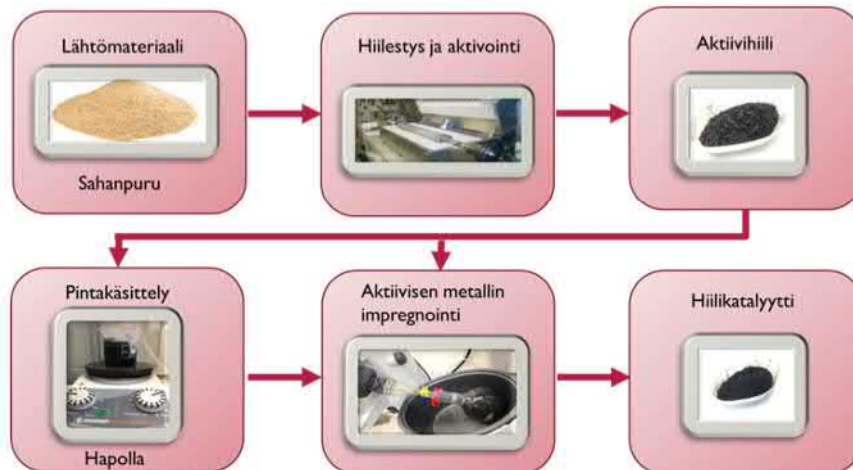 Lähtömateriaali
Sahanpuru
Hiilestys ja aktivointi
Aktiivihiili
Pintakäsittely
Hapolla
Aktiivisen metallin
impregnointi
Hiilikatalyytti